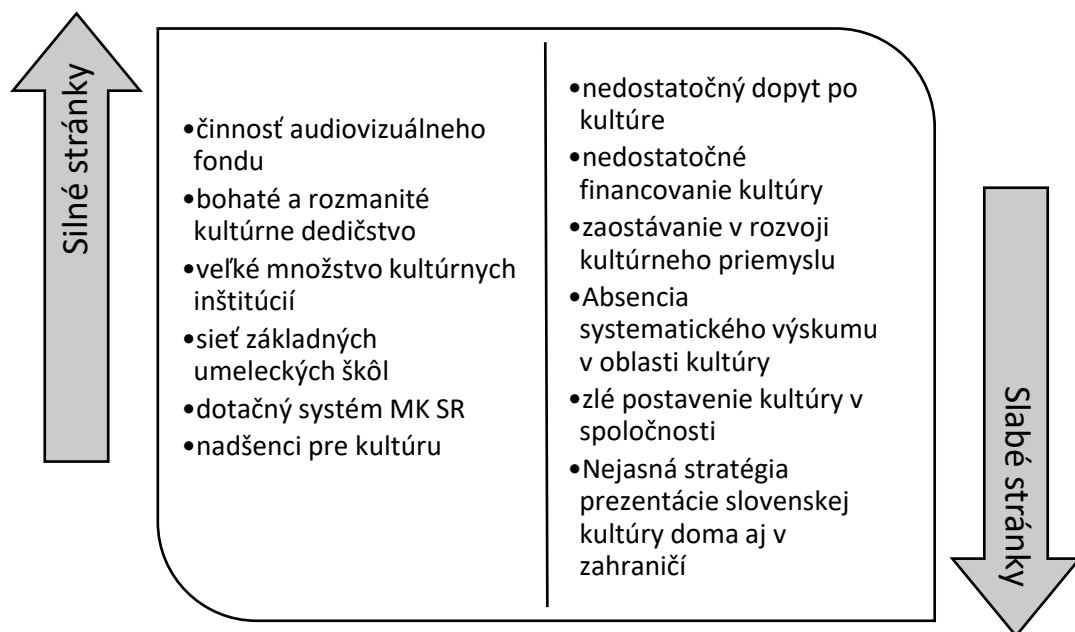 Silné stránky
•činnosť audiovizuálneho
fondu
•bohaté a rozmanité
kultúrne dedičstvo
•veľké množstvo kultúrnych
inštitúcií
•sieť základných
umeleckých škôl
•dotačný systém MK SR
•nadšenci pre kultúru
•nedostatočný dopyt po
kultúre
•nedostatočné
financovanie kultúry
•zaostávanie v rozvoji
kultúrneho priemyslu
•Absencia
systematického výskumu
v oblasti kultúry
•zlé postavenie kultúry v
spoločnosti
•Nejasná stratégia
prezentácie slovenskej
kultúry doma aj v
zahraničí
Slabé stránky